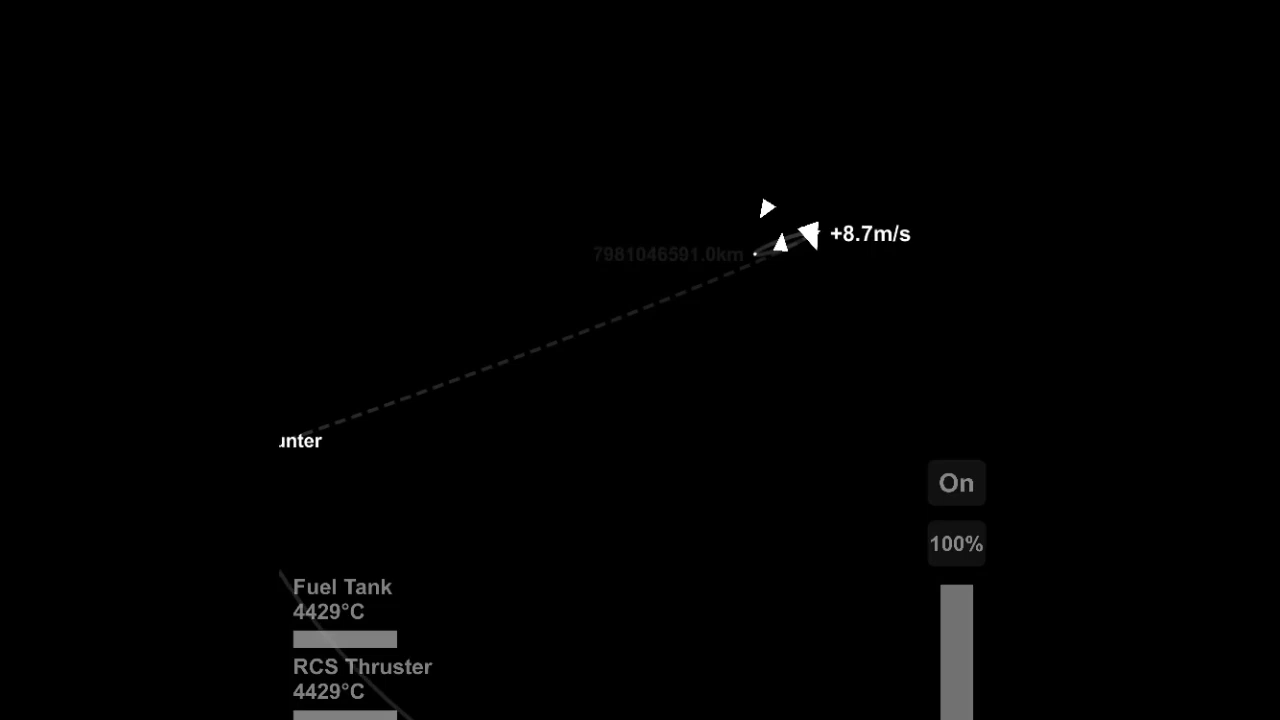 +8.7m/s
7981046591.0km
unter
On
100%
Fuel Tank
4429°C
RCS Thruster
4429°C